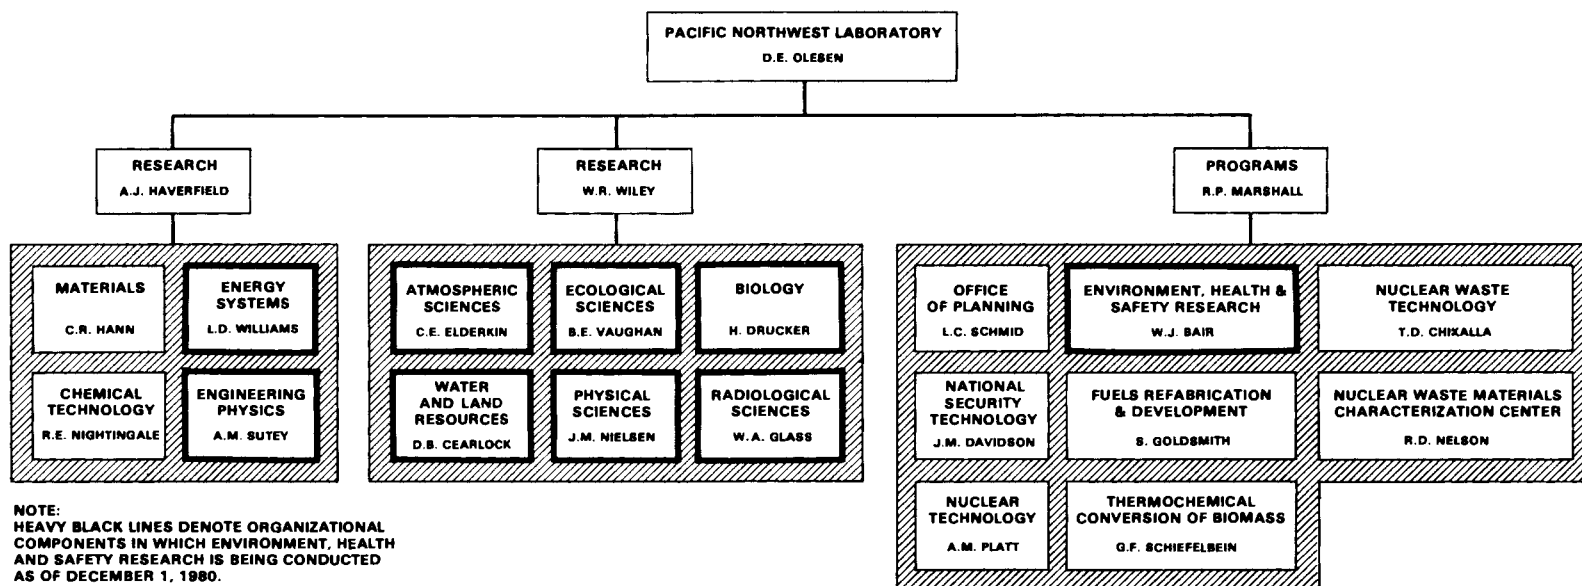 PACIFIC NORTHWEST LABORATORY
D.E. OLESEN
RESEARCH
A.J. HAVERFIELD
RESEARCH
W.R. WILEY
PROGRAMS
R.P. MARSHALL
MATERIALS
C.R. HANN
ENERGY
SYSTEMS
L.D. WILLIAMS
CHEMICAL
TECHNOLOGY
R.E. NIGHTINGALE
ENGINEERING
PHYSICS
A.M. SUTEY
ATMOSPHERIC
SCIENCES
C.E. ELDERKIN
ECOLOGICAL
SCIENCES
B.E. VAUGHAN
BIOLOGY
H. DRUCKER
WATER
AND LAND
RESOURCES
D.B. CEARLOCK
PHYSICAL
SCIENCES
J.M. NIELSEN
RADIOLOGICAL
SCIENCES
W.A. GLASS
OFFICE
OF PLANNING
L.C. SCHMID
ENVIRONMENT, HEALTH &
SAFETY RESEARCH
W.J. BAIR
NUCLEAR WASTE
TECHNOLOGY
T.D. CHIKALLA
NATIONAL
SECURITY
TECHNOLOGY
J.M. DAVIDSON
FUELS REFABRICATION
& DEVELOPMENT
S. GOLDSMITH
NUCLEAR WASTE MATERIALS
CHARACTERIZATION CENTER
R.D. NELSON
NUCLEAR
TECHNOLOGY
A.M. PLATT
THERMOCHEMICAL
CONVERSION OF BIOMASS
G.F. SCHIEFELBEIN
NOTE:
HEAVY BLACK LINES DENOTE ORGANIZATIONAL
COMPONENTS IN WHICH ENVIRONMENT, HEALTH
AND SAFETY RESEARCH IS BEING CONDUCTED
AS OF DECEMBER 1, 1980.